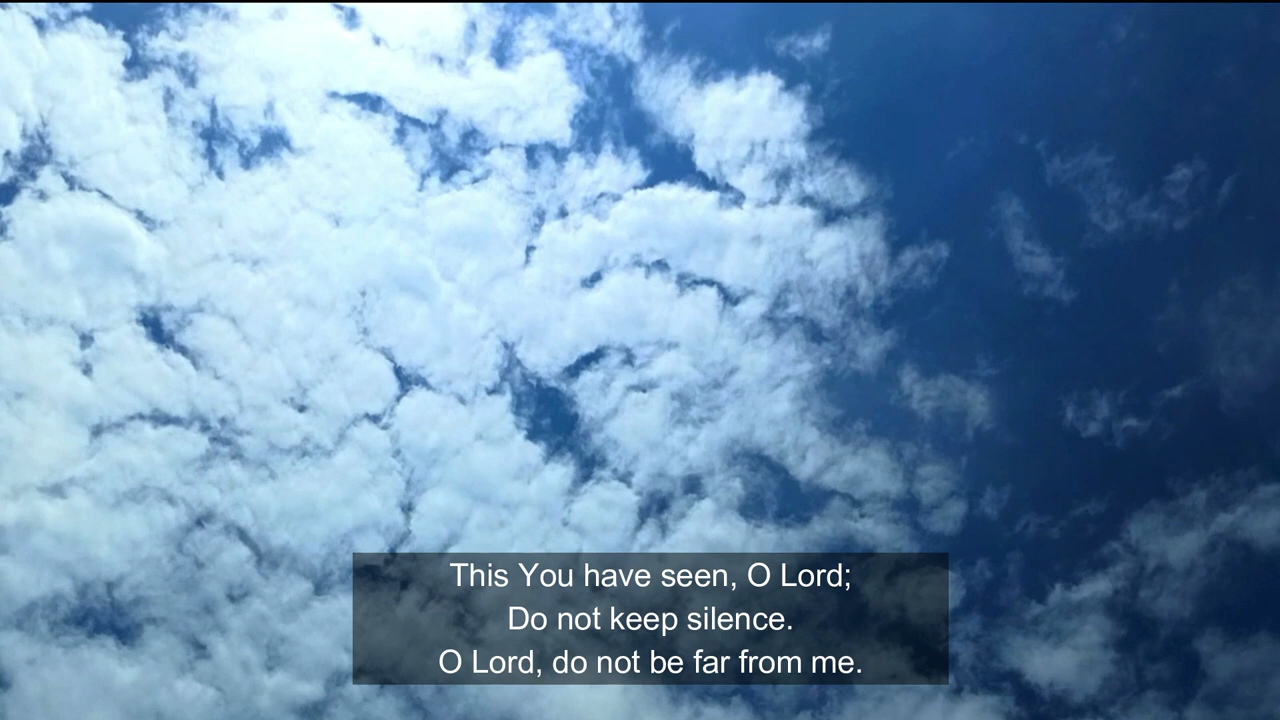 This You have seen, O Lord;
Do not keep silence.
O Lord, do not be far from me.